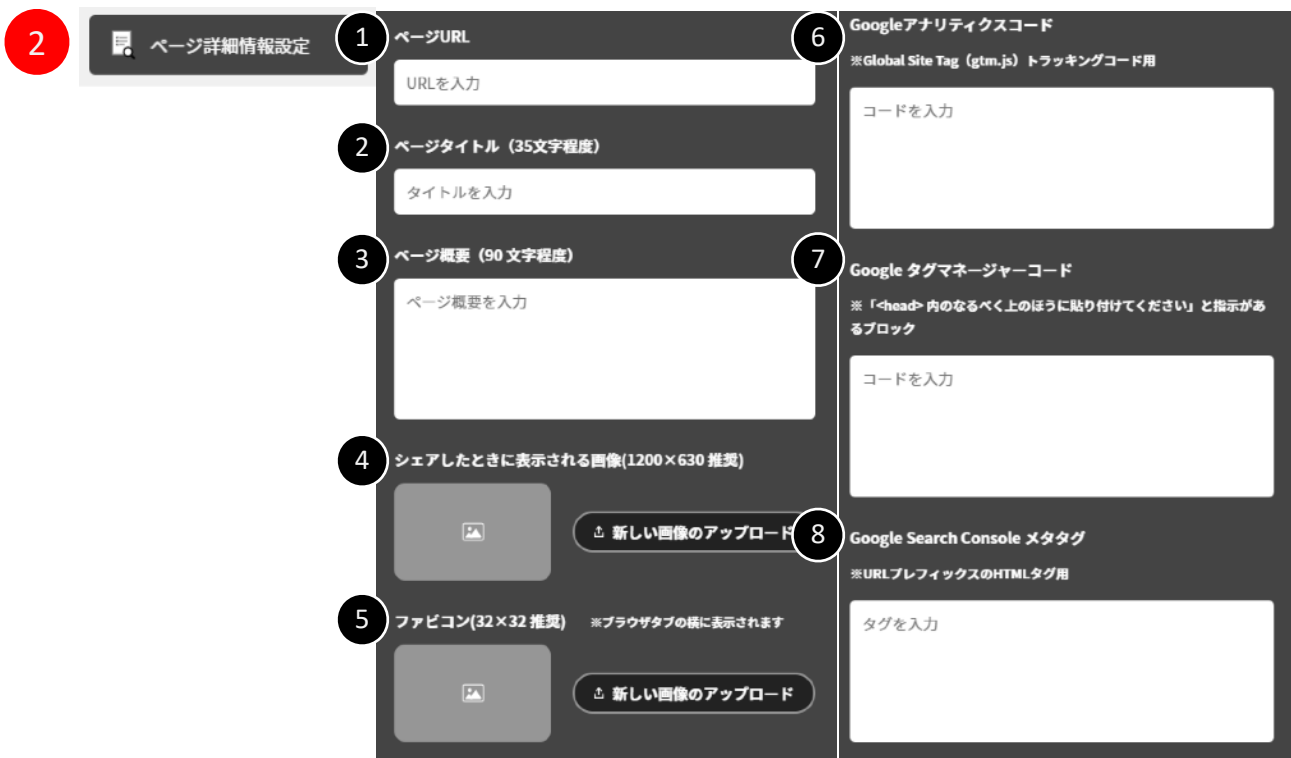 2
ページ詳細情報設定
1
ページURL
URLを入力
2
ページタイトル（35文字程度）
タイトルを入力
3
ページ概要（90 文字程度）
ページ概要を入力
4
シェアしたときに表示される画像(1200×630 推奨)
新しい画像のアップロード
5
ファビコン(32×32 推奨) ※ブラウザタブの横に表示されます
新しい画像のアップロード
6
Googleアナリティクスコード
※Global Site Tag（gtm.js）トラッキングコード用
コードを入力
7
Google タグマネージャーコード
※「<head> 内のなるべく上のほうに貼り付けてください」と指示があ
るブロック
コードを入力
8
Google Search Console メタタグ
※URLプレフィックスのHTMLタグ用
タグを入力